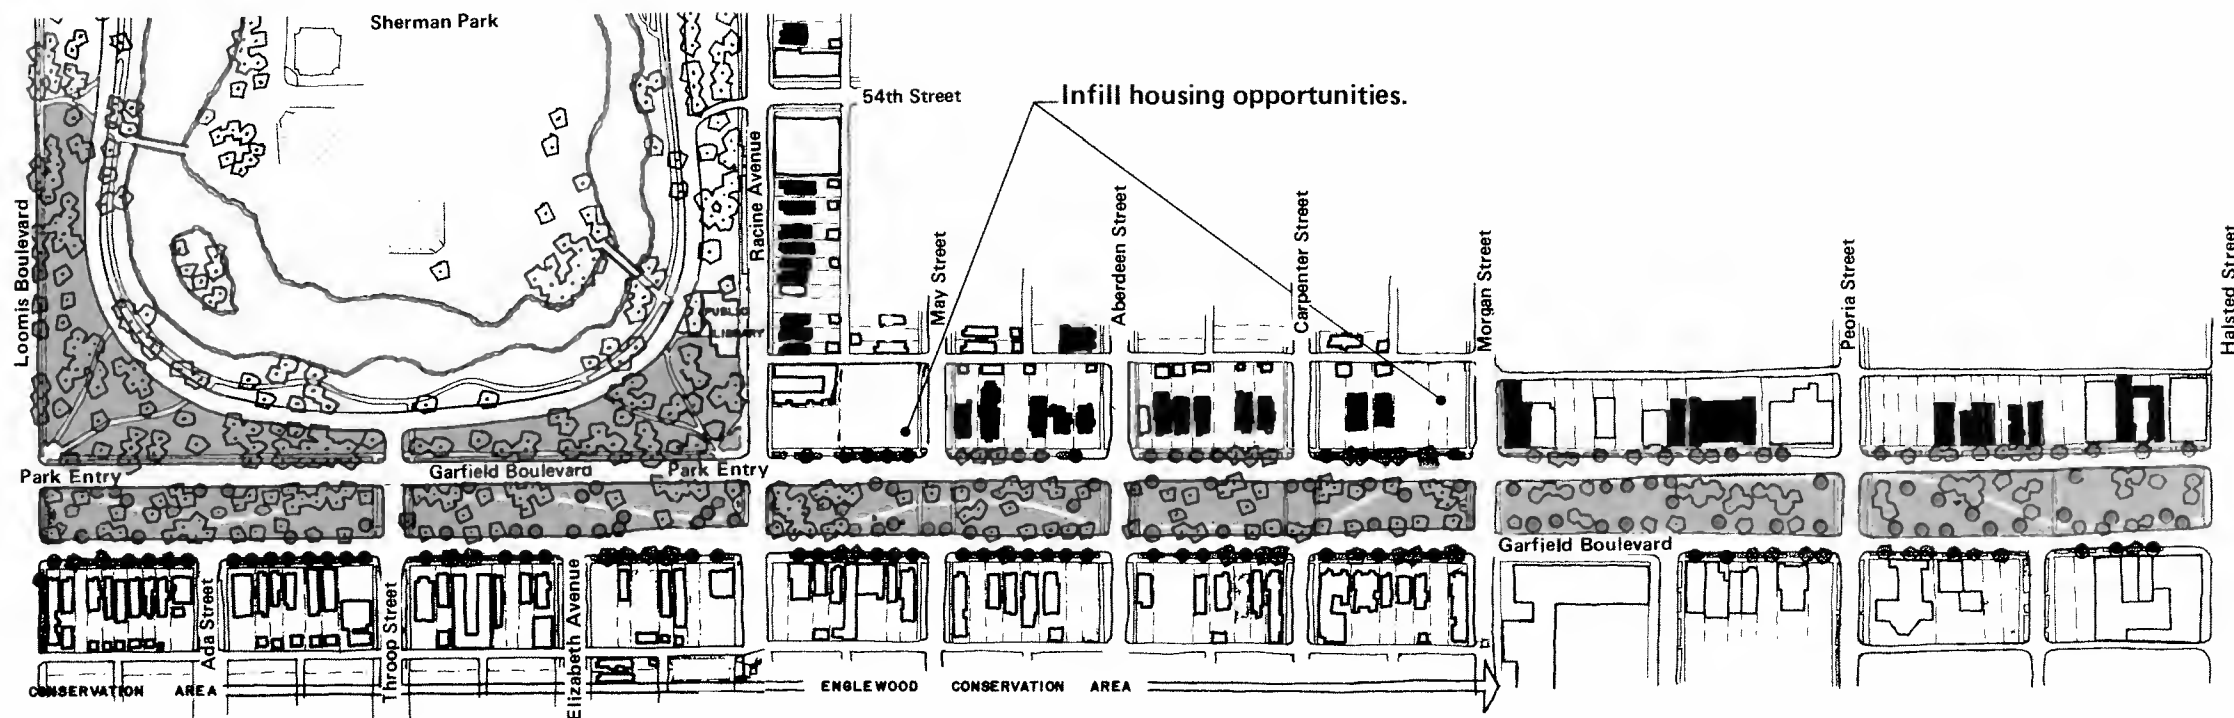 Sherman Park
Infill housing opportunities.
54th Street
Racine Avenue
Loomis Boulevard
May Street
Aberdeen Street
Carpenter Street
Morgan Street
Peoria Street
Halsted Street
PUBLIC
LIBRARY
Park Entry
Garfield Boulevard
Park Entry
Garfield Boulevard
Ada Street
Throop Street
Elizabeth Avenue
CONSERVATION AREA
ENGLEWOOD CONSERVATION AREA